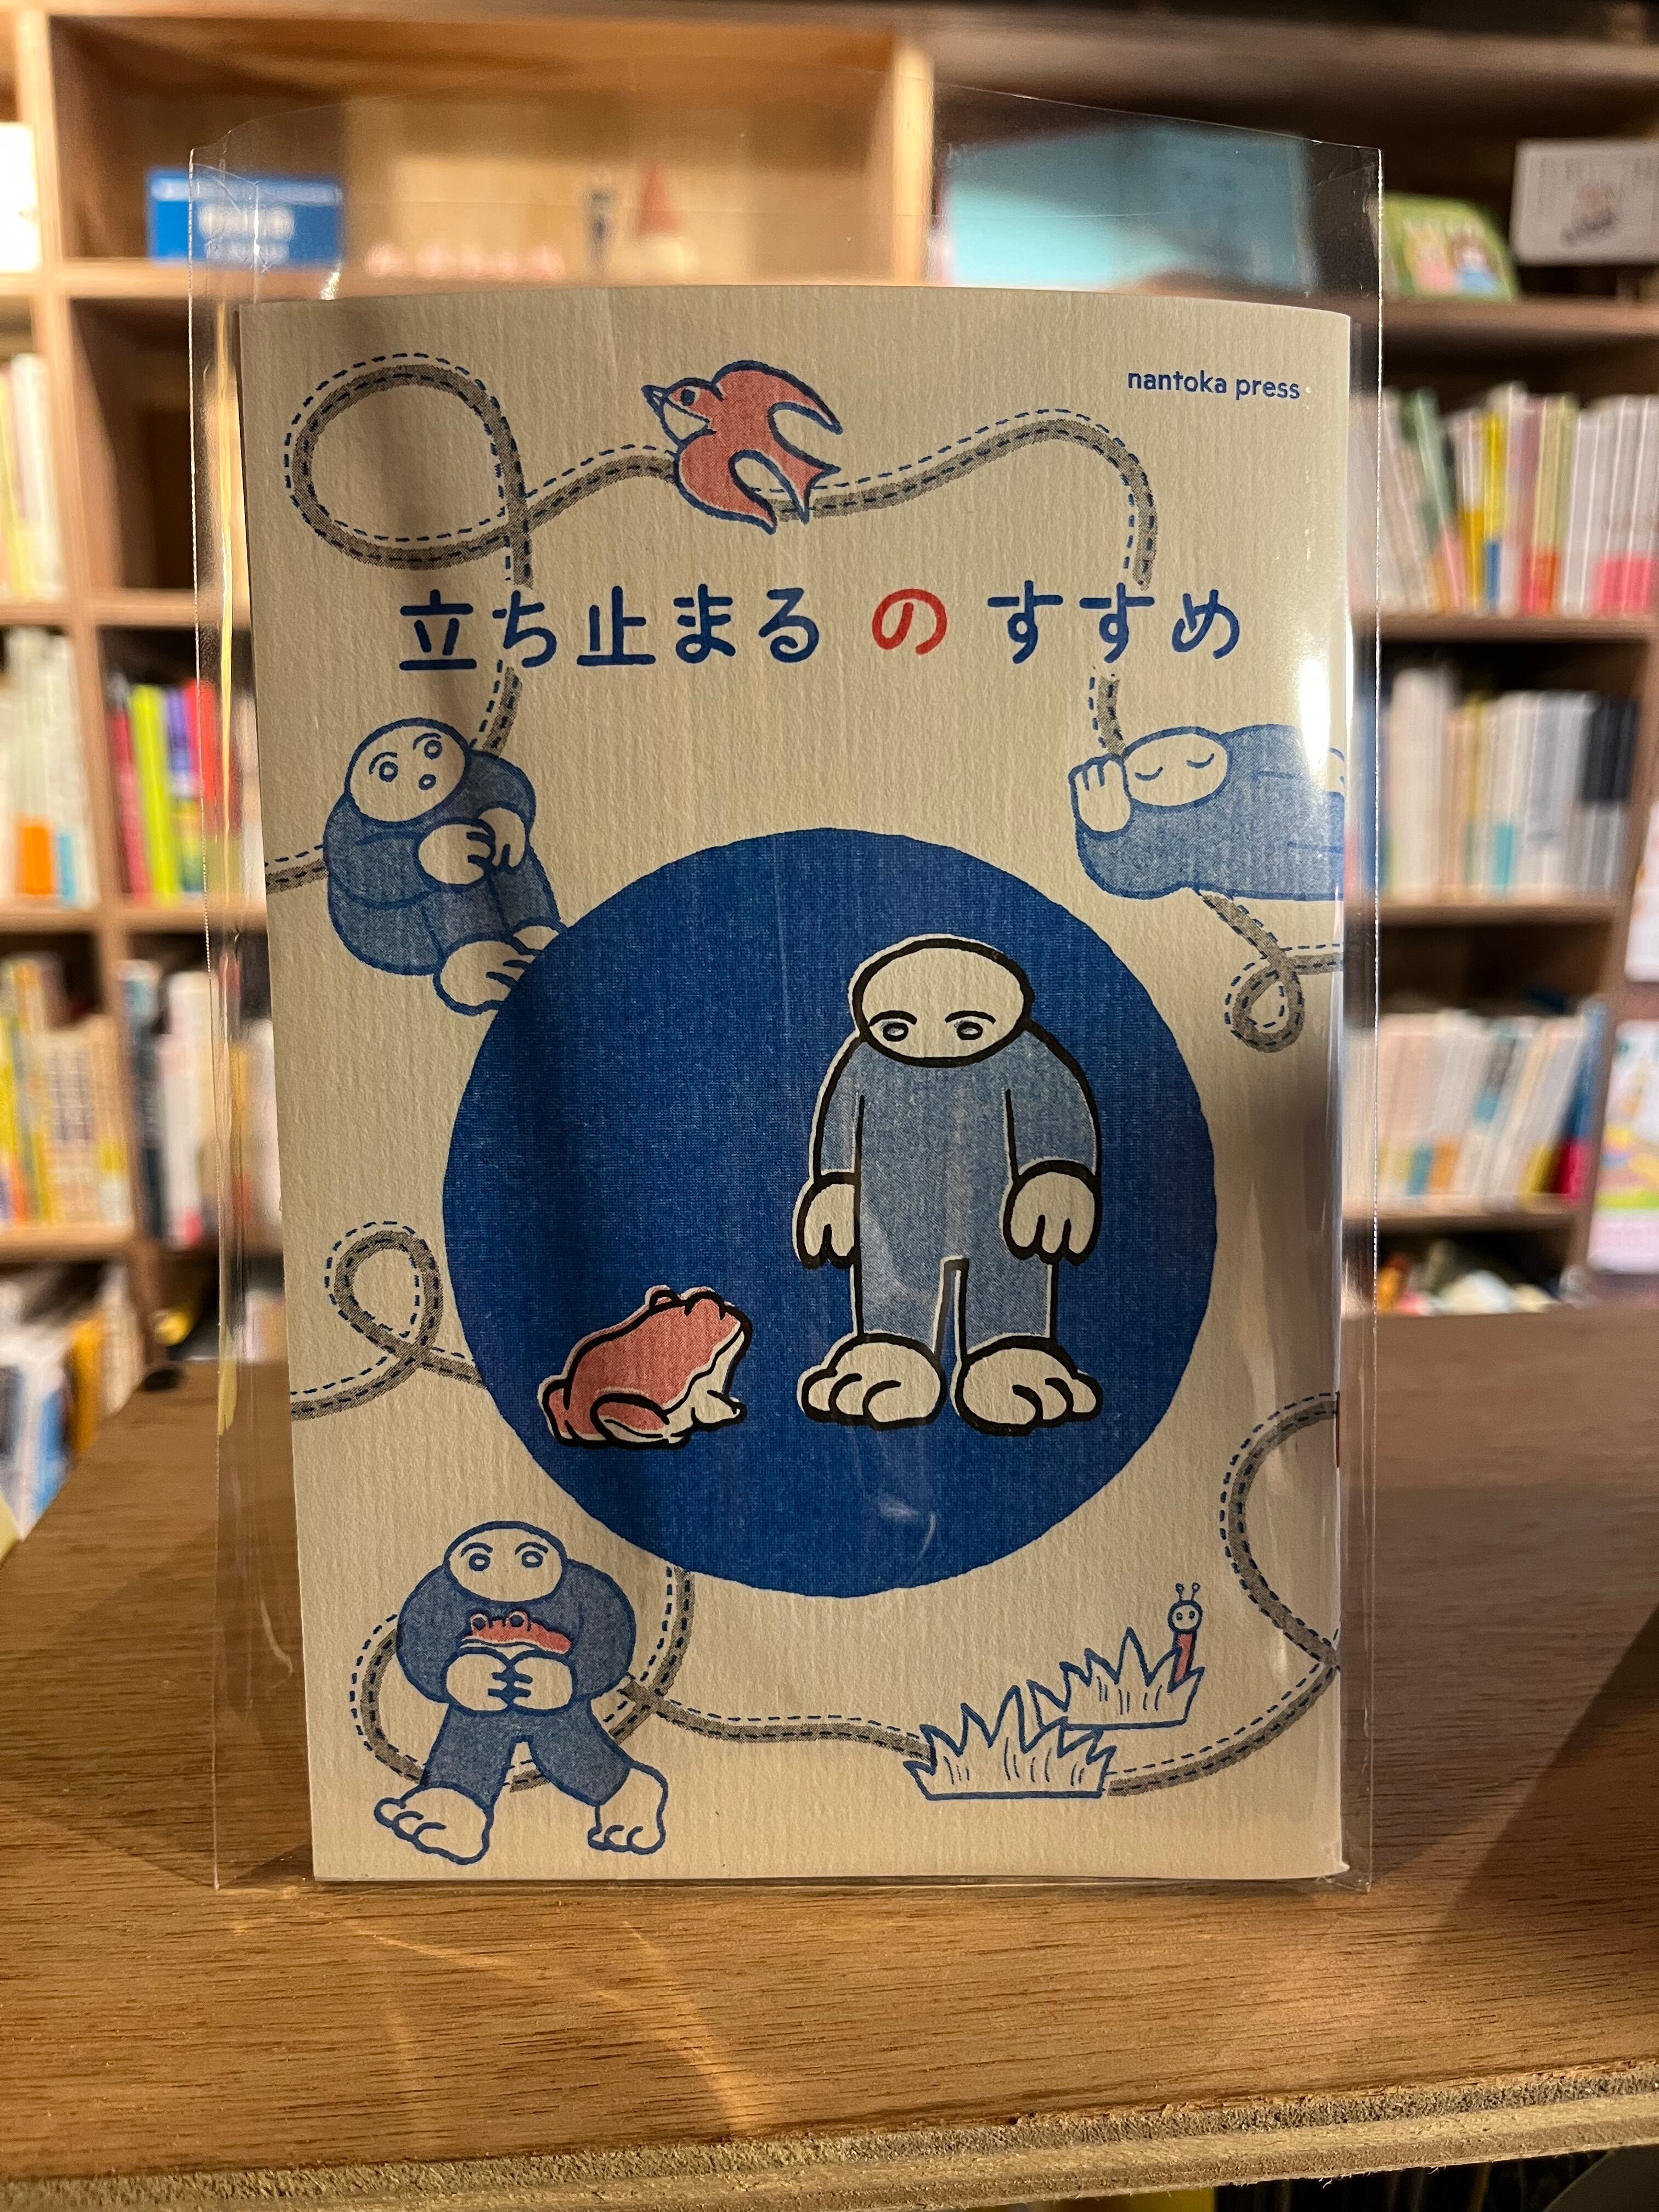 nantoka press
立ち止まるのすすめ